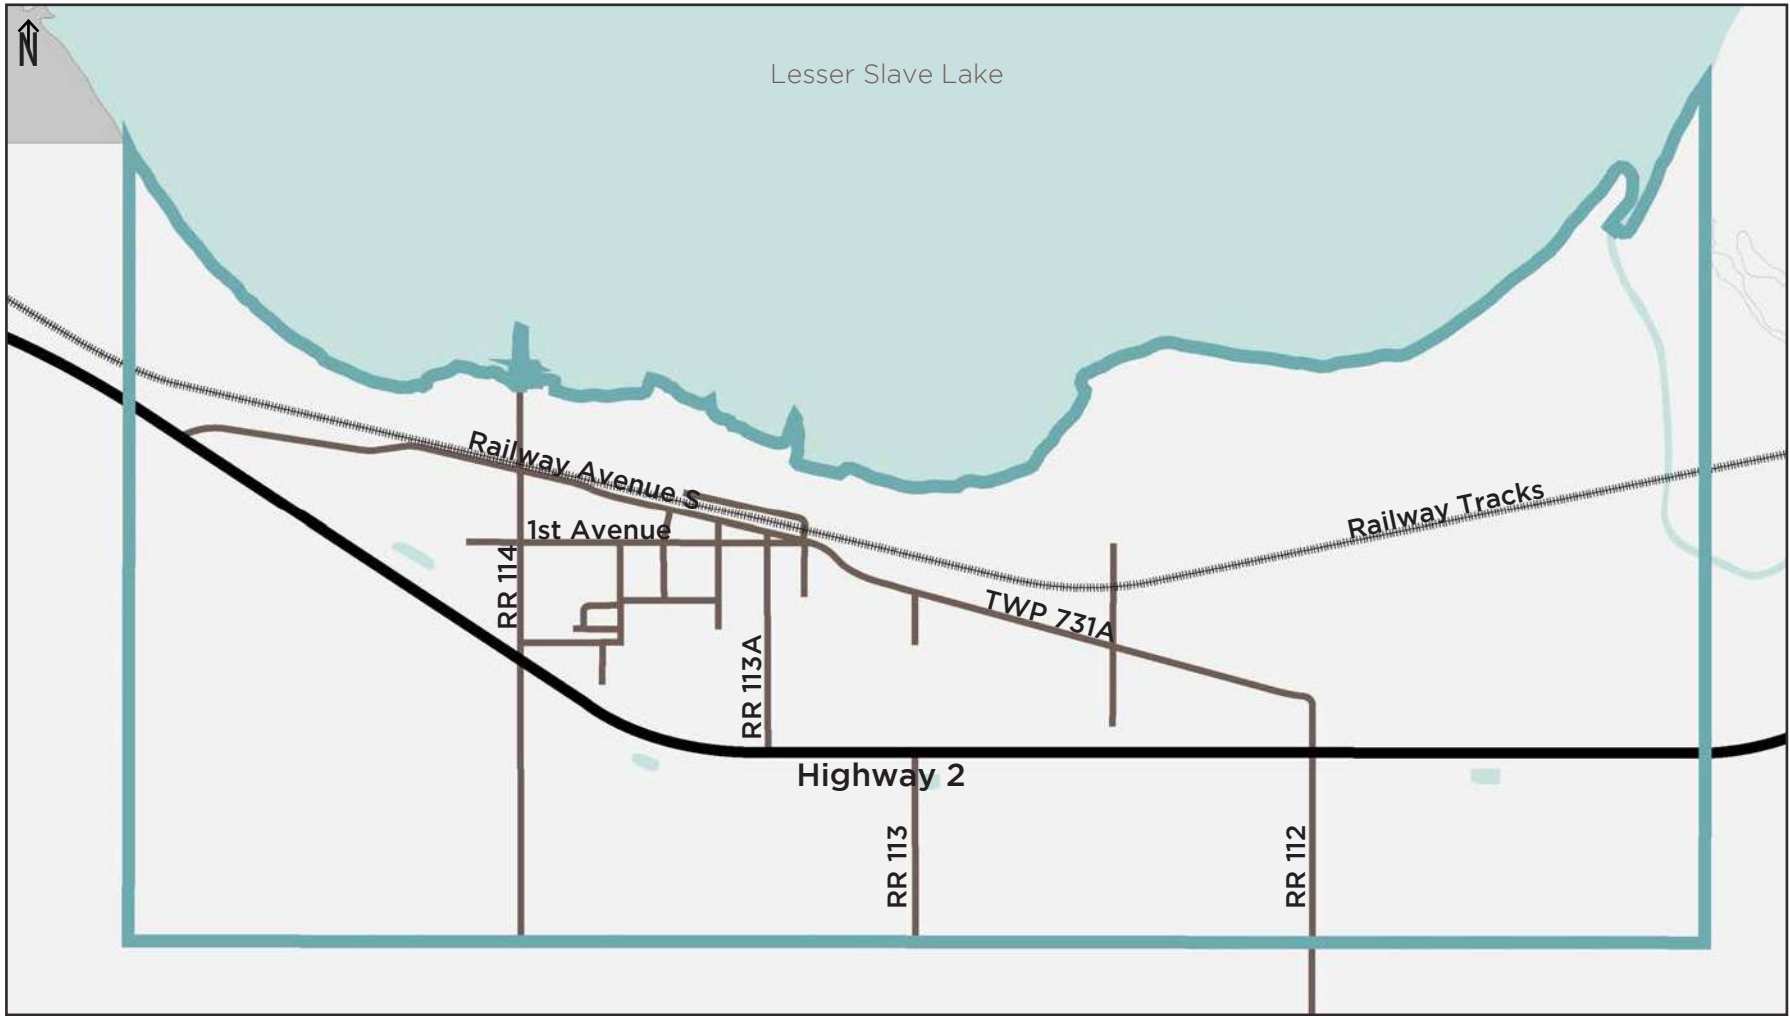 N
Lesser Slave Lake
Railway Avenue S
1st Avenue
Railway Tracks
RR 114
TWP 731A
RR 113A
Highway 2
RR 113
RR 112